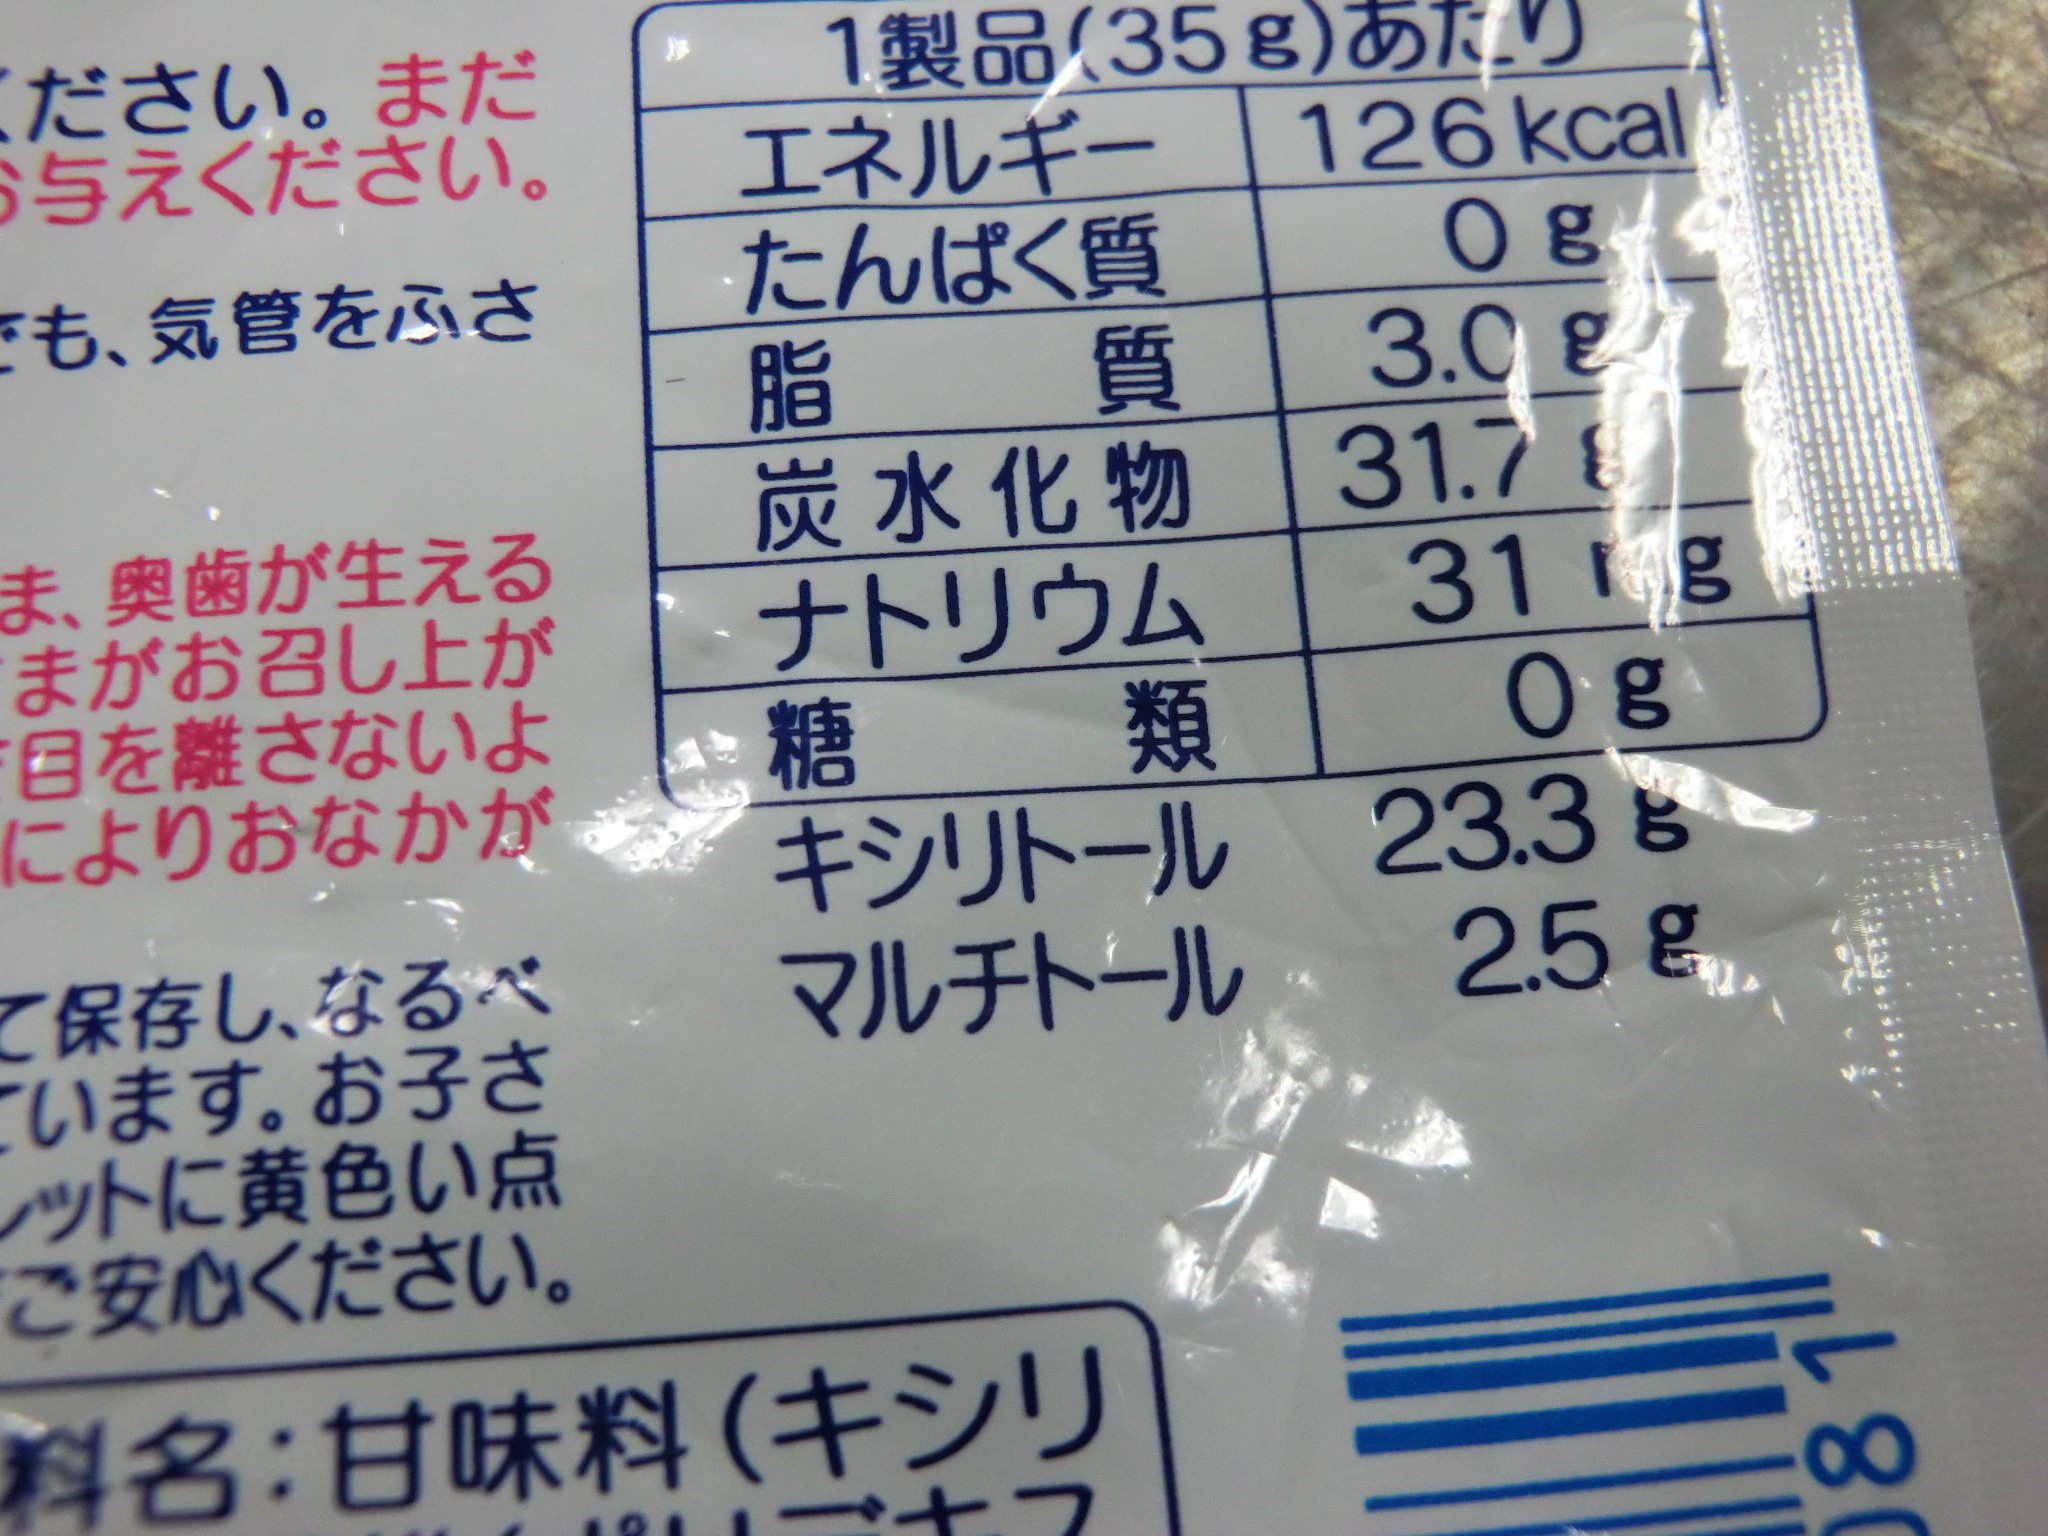 ください。まだ
お与えください。
でも、気管をふさ
ま、奥歯が生える
さまがお召し上が
目を離さないよ
によりおなかが
て保存し、なるべ
ています。お子さ
レットに黄色い点
ご安心ください。
1製品(35g)あたり
エネルギー 126kcal
たんぱく質 0g
脂質 3.0g
炭水化物 31.7g
ナトリウム 31mg
糖類 0g
キシリトール 23.3g
マルチトール 2.5g
料名：甘味料(キシリ
081